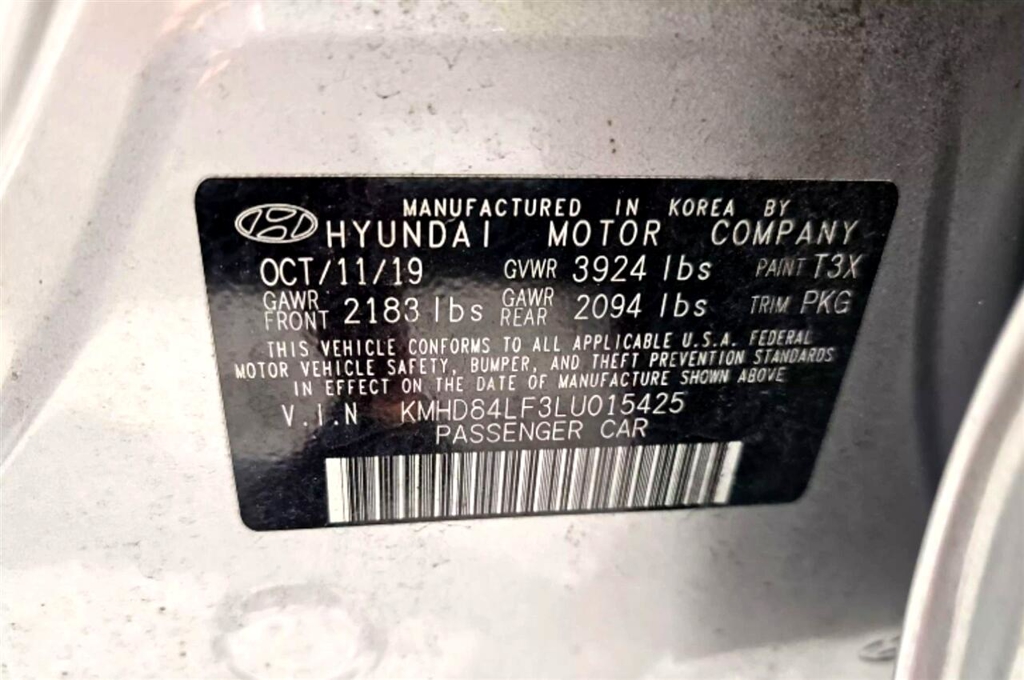 MANUFACTURED IN KOREA BY
HYUNDAI MOTOR COMPANY
OCT/11/19 GVWR 3924 lbs PAINT T3X
GAWR FRONT 2183 lbs GAWR REAR 2094 lbs TRIM PKG
THIS VEHICLE CONFORMS TO ALL APPLICABLE U.S.A. FEDERAL
MOTOR VEHICLE SAFETY, BUMPER, AND THEFT PREVENTION STANDARDS
IN EFFECT ON THE DATE OF MANUFACTURE SHOWN ABOVE
V.I.N KMHD84LF3LU015425
PASSENGER CAR